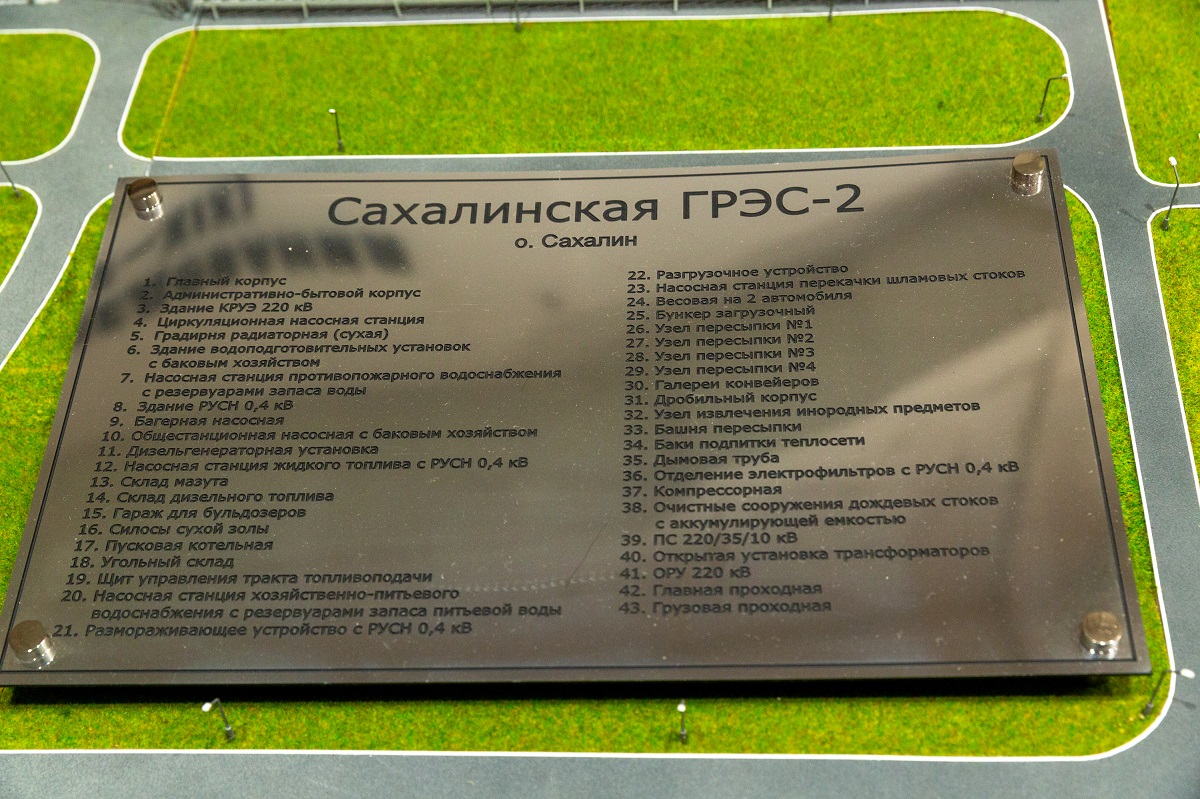 Сахалинская ГРЭС-2
о. Сахалин
1. Главный корпус
2. Административно-бытовой корпус
3. Здание КРУЭ 220 кВ
4. Циркуляционная насосная станция
5. Градирня радиаторная (сухая)
6. Здание водоподготовительных установок
с баковым хозяйством
7. Насосная станция противопожарного водоснабжения
с резервуарами запаса воды
8. Здание РУСН 0,4 кВ
9. Багерная насосная
10. Общестанционная насосная с баковым хозяйством
11. Дизельгенераторная установка
12. Насосная станция жидкого топлива с РУСН 0,4 кВ
13. Склад мазута
14. Склад дизельного топлива
15. Гараж для бульдозеров
16. Силосы сухой золы
17. Пусковая котельная
18. Угольный склад
19. Щит управления тракта топливоподачи
20. Насосная станция хозяйственно-питьевого
водоснабжения с резервуарами запаса питьевой воды
21. Размораживающее устройство с РУСН 0,4 кВ
22. Разгрузочное устройство
23. Насосная станция перекачки шламовых стоков
24. Весовая на 2 автомобиля
25. Бункер загрузочный
26. Узел пересыпки №1
27. Узел пересыпки №2
28. Узел пересыпки №3
29. Узел пересыпки №4
30. Галереи конвейеров
31. Дробильный корпус
32. Узел извлечения инородных предметов
33. Башня пересыпки
34. Баки подпитки теплосети
35. Дымовая труба
36. Отделение электрофильтров с РУСН 0,4 кВ
37. Компрессорная
38. Очистные сооружения дождевых стоков
с аккумулирующей емкостью
39. ПС 220/35/10 кВ
40. Открытая установка трансформаторов
41. ОРУ 220 кВ
42. Главная проходная
43. Грузовая проходная